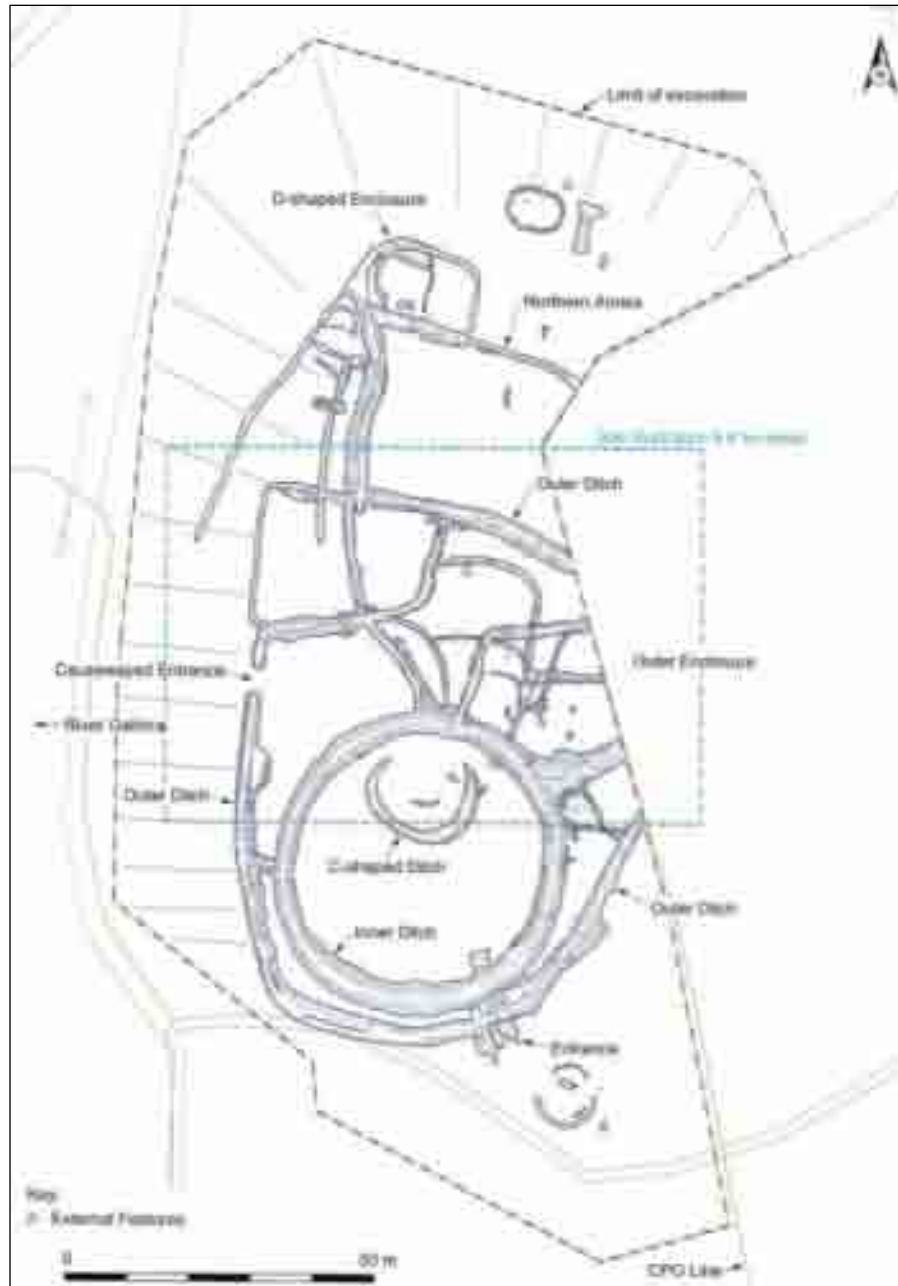 Limit of excavation
D-shaped Enclosure
Northern Annex
Outer Ditch
Causewayed Entrance
Outer Enclosure
River
Outer Ditch
C-shaped Ditch
Outer Ditch
Inner Ditch
Entrance
Key
External Features
0
50 m
CPO Line